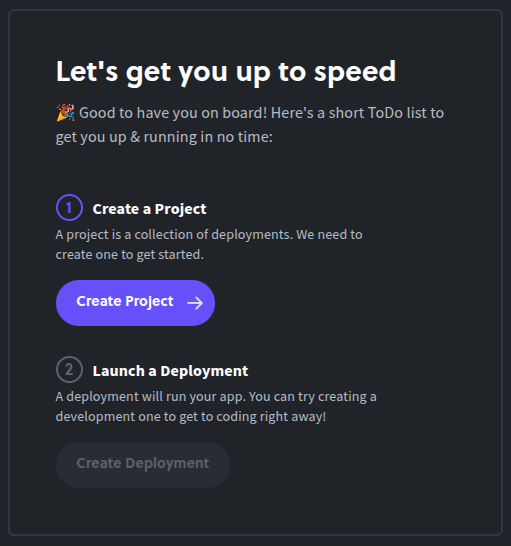 Let's get you up to speed
🎉 Good to have you on board! Here's a short ToDo list to
get you up & running in no time:
1 Create a Project
A project is a collection of deployments. We need to
create one to get started.
Create Project →
2 Launch a Deployment
A deployment will run your app. You can try creating a
development one to get to coding right away!
Create Deployment